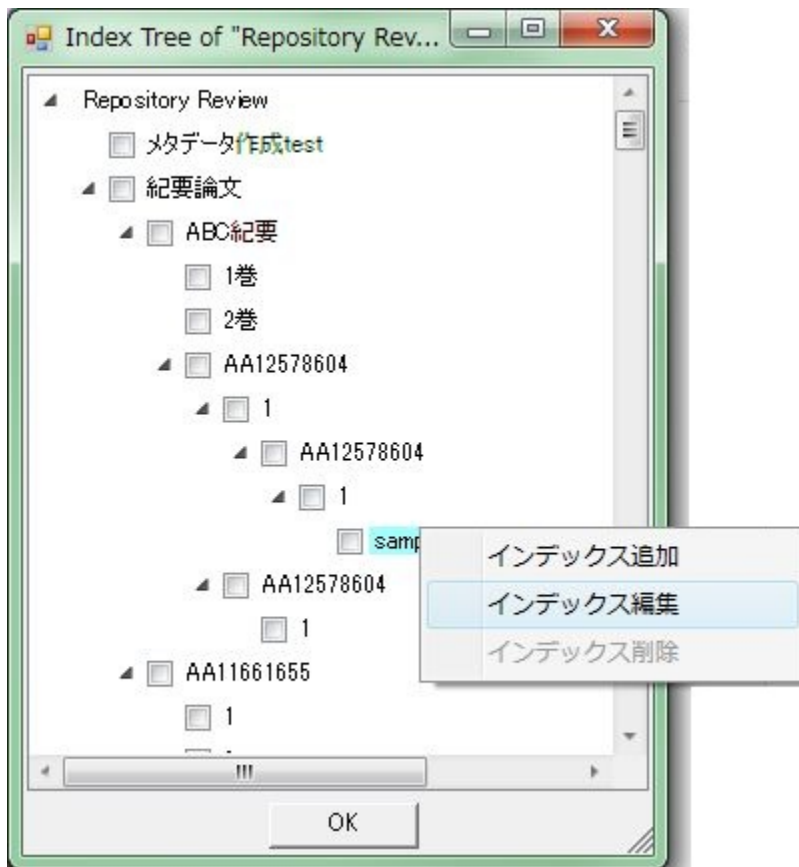 Index Tree of "Repository Rev...
Repository Review
メタデータ作成test
紀要論文
ABC紀要
1巻
2巻
AA12578604
1
AA12578604
1
インデックス追加
AA12578604
インデックス編集
1
インデックス削除
AA11661655
1
OK